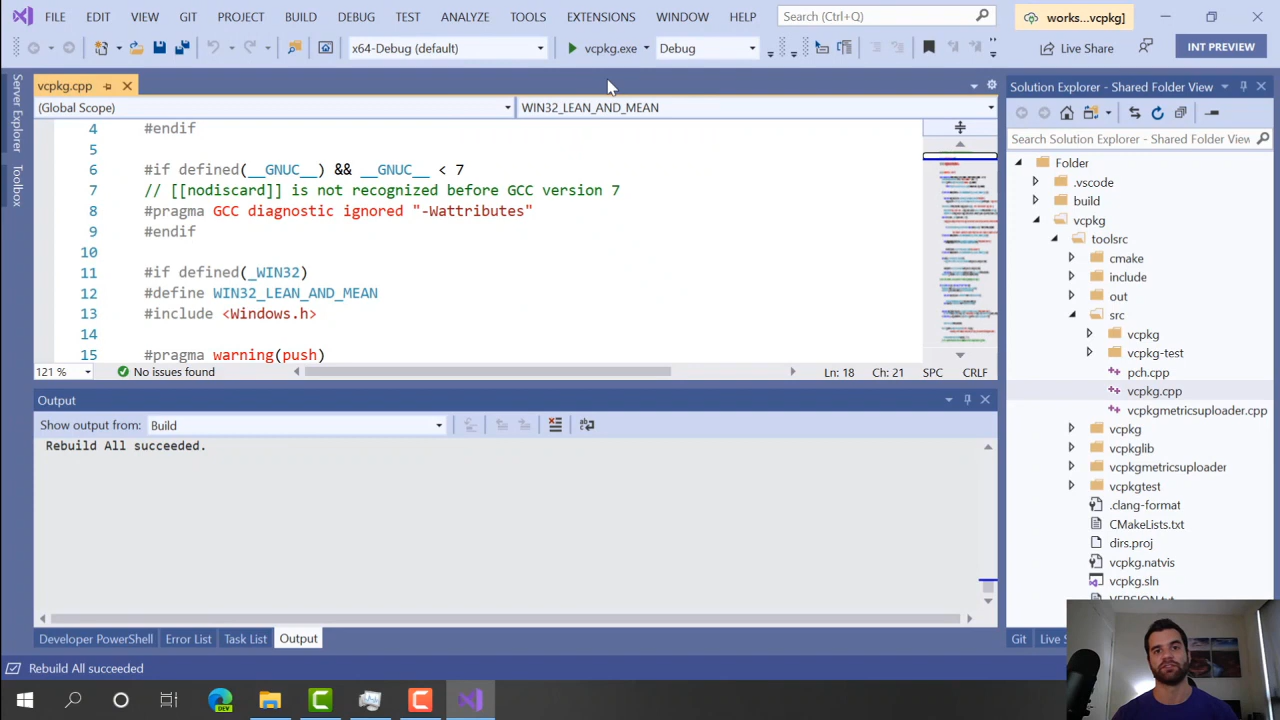 FILE EDIT VIEW GIT PROJECT BUILD DEBUG TEST ANALYZE TOOLS EXTENSIONS WINDOW HELP Search (Ctrl+Q) works...vcpkg]
x64-Debug (default) vcpkg.exe Debug Live Share INT PREVIEW
Server Explorer
Toolbox
vcpkg.cpp
(Global Scope) WIN32_LEAN_AND_MEAN
4 #endif
5
6 #if defined(__GNUC__) && __GNUC__ < 7
7 // [[nodiscard]] is not recognized before GCC version 7
8 #pragma GCC diagnostic ignored "-Wattributes"
9 #endif
11 #if defined(_WIN32)
12 #define WIN32_LEAN_AND_MEAN
13 #include <Windows.h>
14
15 #pragma warning(push)
121 % No issues found Ln: 18 Ch: 21 SPC CRLF
Output
Show output from: Build
Rebuild All succeeded.
Developer PowerShell Error List Task List Output
Rebuild All succeeded
Solution Explorer - Shared Folder View
Search Solution Explorer - Shared Folder View
Folder
.vscode
build
vcpkg
toolsrc
cmake
include
out
src
vcpkg
vcpkg-test
pch.cpp
vcpkg.cpp
vcpkgmetricsuploader.cpp
vcpkg
vcpkglib
vcpkgmetricsuploader
vcpkgtest
.clang-format
CMakeLists.txt
dirs.proj
vcpkg.natvis
vcpkg.sln
VERSION.txt
Git Live
DEV